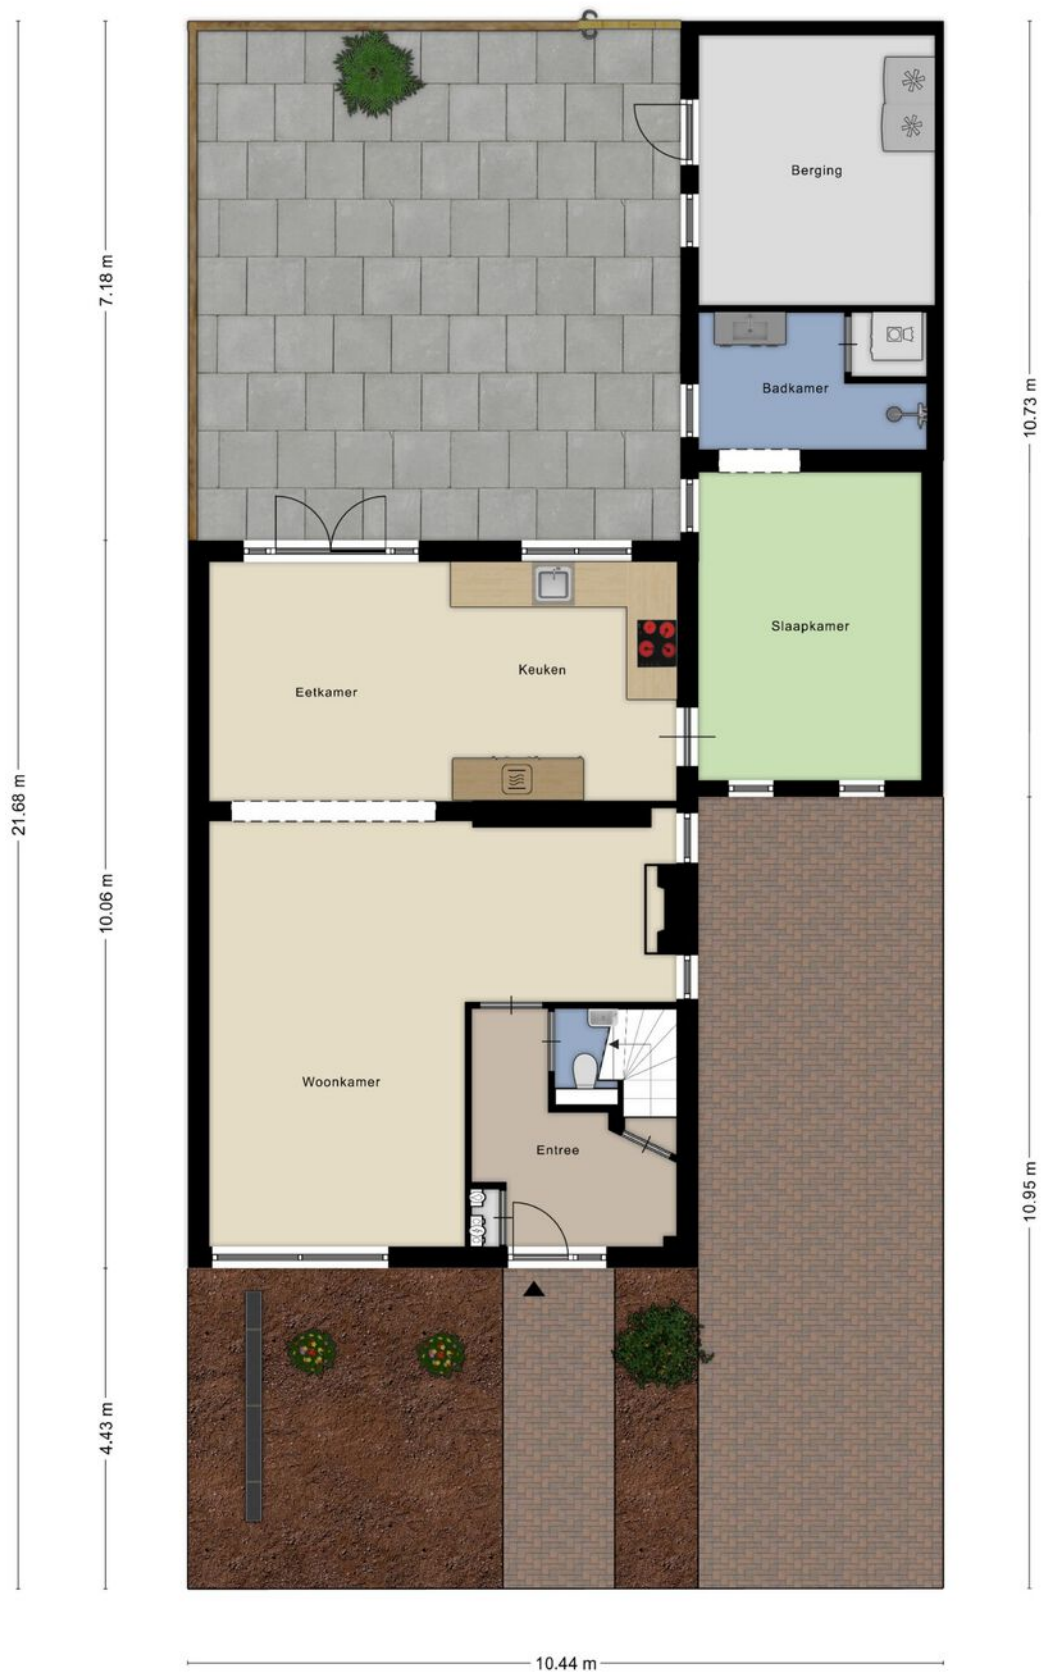 Berging
7.18 m
Badkamer
10.73 m
Slaapkamer
Keuken
Eetkamer
21.68 m
10.06 m
Woonkamer
Entree
10.95 m
4.43 m
10.44 m